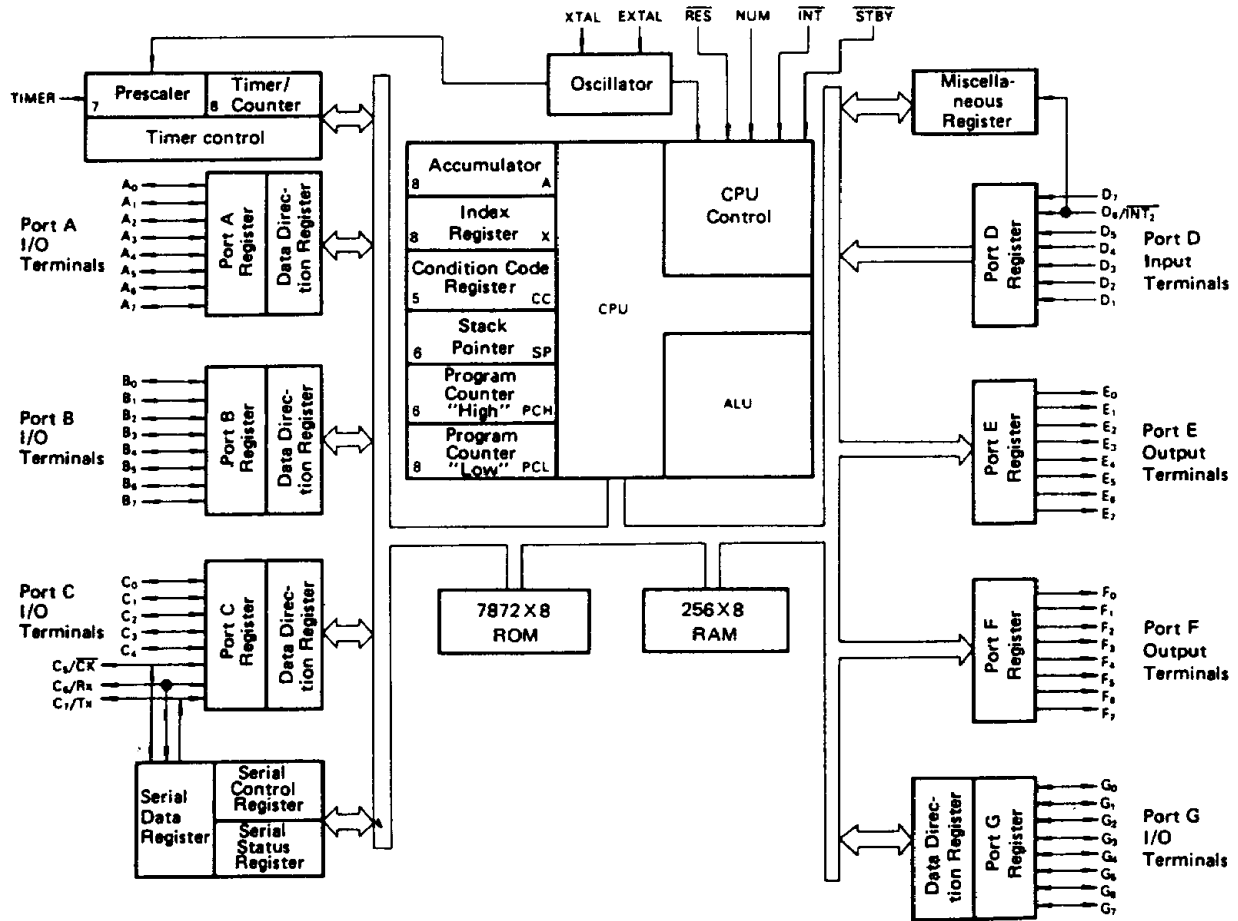 XTAL EXTAL R̅E̅S̅ NUM I̅N̅T̅ S̅T̅B̅Y̅
Oscillator
TIMER
7 Prescaler
8 Timer/
Counter
Timer control
Miscella-
neous
Register
Port A
I/O
Terminals
A₀
A₁
A₂
A₃
A₄
A₅
A₆
A₇
Port A
Register
Data Direc-
tion Register
Port B
I/O
Terminals
B₀
B₁
B₂
B₃
B₄
B₅
B₆
B₇
Port B
Register
Data Direc-
tion Register
Port C
I/O
Terminals
C₀
C₁
C₂
C₃
C₄
C₅/C̅K̅
C₆/Rx
C₇/Tx
Port C
Register
Data Direc-
tion Register
Serial
Data
Register
Serial
Control
Register
Serial
Status
Register
Accumulator
8 A
Index
Register
8 X
Condition Code
Register
5 CC
Stack
Pointer
6 SP
Program
Counter
"High"
6 PCH
Program
Counter
"Low"
8 PCL
CPU
CPU
Control
ALU
7872 X 8
ROM
256 X 8
RAM
Port D
Register
D₇
D₆/I̅N̅T̅₂
D₅
D₄
D₃
D₂
D₁
Port D
Input
Terminals
Port E
Register
E₀
E₁
E₂
E₃
E₄
E₅
E₆
E₇
Port E
Output
Terminals
Port F
Register
F₀
F₁
F₂
F₃
F₄
F₅
F₆
F₇
Port F
Output
Terminals
Data Direc-
tion Register
Port G
Register
G₀
G₁
G₂
G₃
G₄
G₅
G₆
G₇
Port G
I/O
Terminals